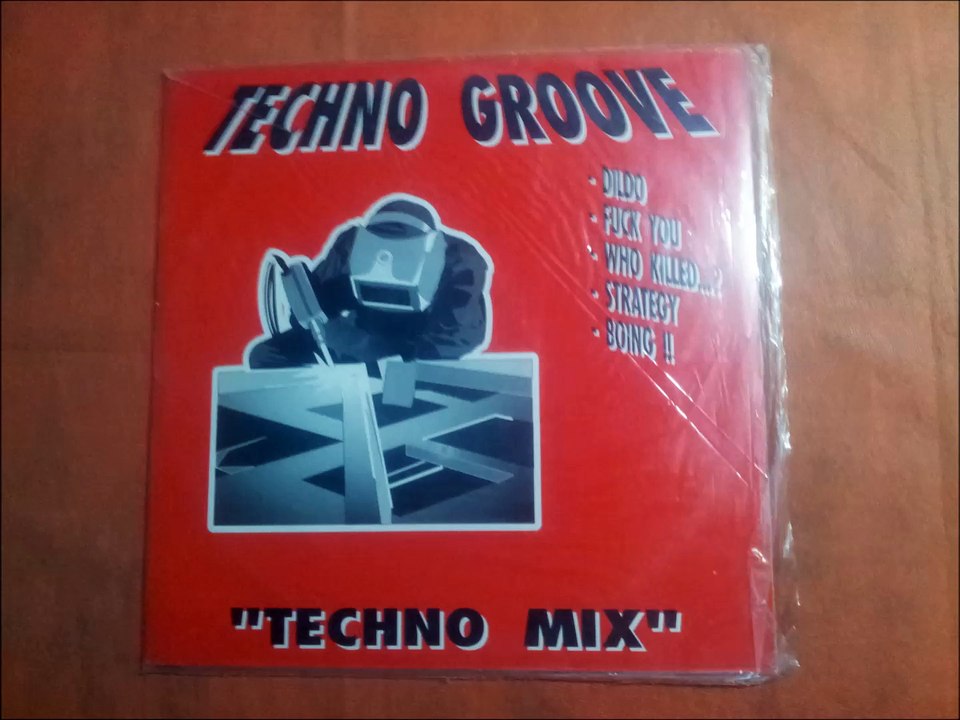 TECHNO GROOVE
- DILDO
- FUCK YOU
- WHO KILLED...?
- STRATEGY
- BOING !!
"TECHNO MIX"